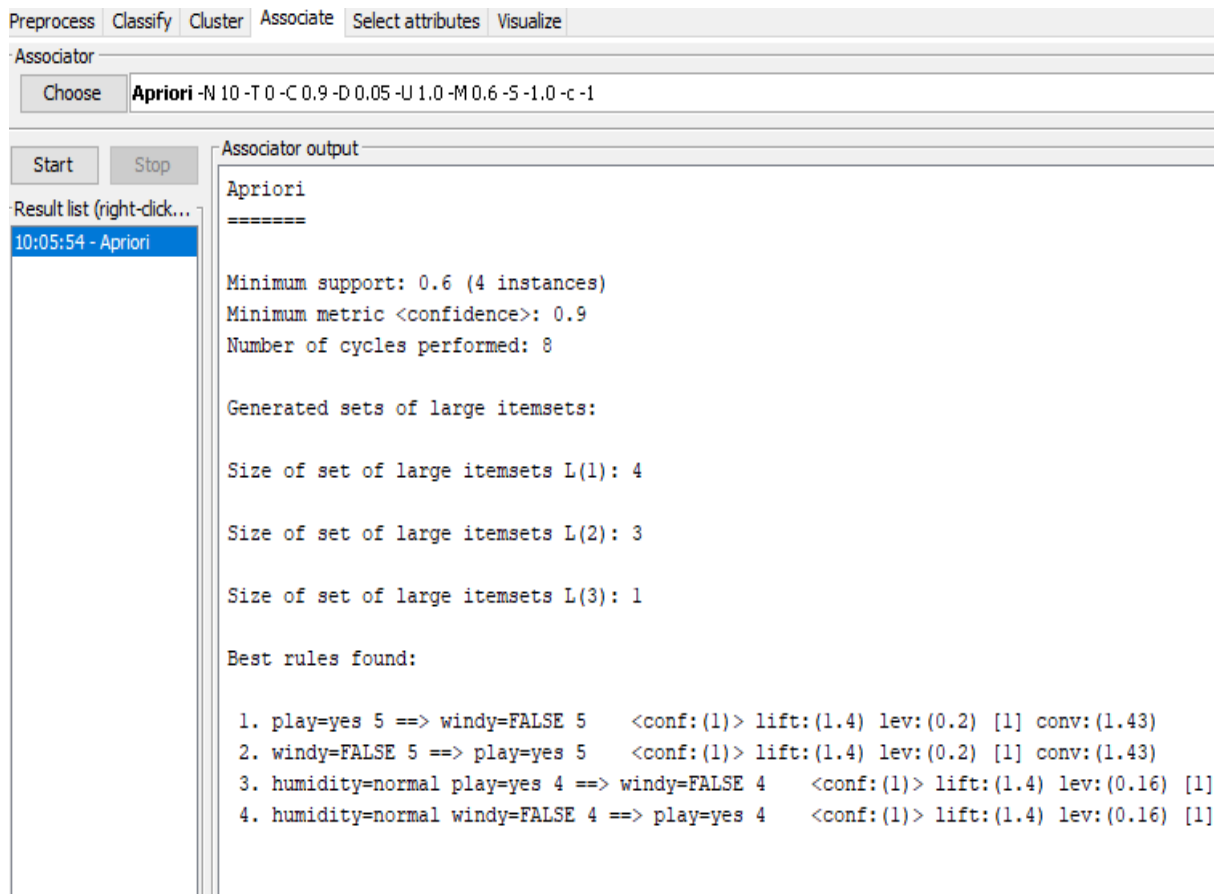 Preprocess Classify Cluster Associate Select attributes Visualize
Associator
Choose Apriori -N 10 -T 0 -C 0.9 -D 0.05 -U 1.0 -M 0.6 -S -1.0 -c -1
Start Stop
Result list (right-click...
10:05:54 - Apriori
Associator output
Apriori
=======
Minimum support: 0.6 (4 instances)
Minimum metric <confidence>: 0.9
Number of cycles performed: 8
Generated sets of large itemsets:
Size of set of large itemsets L(1): 4
Size of set of large itemsets L(2): 3
Size of set of large itemsets L(3): 1
Best rules found:
1. play=yes 5 ==> windy=FALSE 5 <conf:(1)> lift:(1.4) lev:(0.2) [1] conv:(1.43)
2. windy=FALSE 5 ==> play=yes 5 <conf:(1)> lift:(1.4) lev:(0.2) [1] conv:(1.43)
3. humidity=normal play=yes 4 ==> windy=FALSE 4 <conf:(1)> lift:(1.4) lev:(0.16) [1]
4. humidity=normal windy=FALSE 4 ==> play=yes 4 <conf:(1)> lift:(1.4) lev:(0.16) [1]